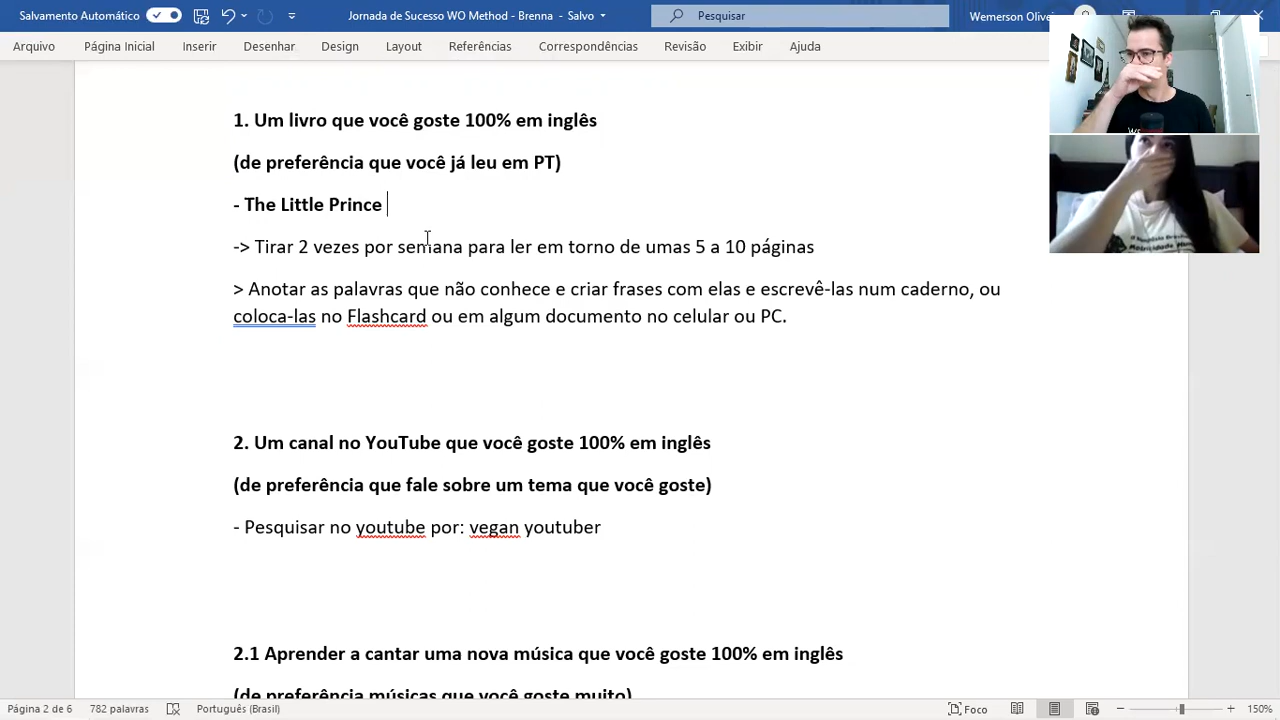 Salvamento Automático
Guia de Sucesso Método Wemerson - Brenna - Salvo
Pesquisar
Wemerson Oli
Arquivo Página Inicial Inserir Desenhar Design Layout Referências Correspondências Revisão Exibir Ajuda
1. Um livro que você goste 100% em inglês
(de preferência que você já leu em PT)
- The Little Prince
-> Tirar 2 vezes por semana para ler em torno de umas 5 a 10 páginas
> Anotar as palavras que não conhece e criar frases com elas e escrevê-las num caderno, ou
coloca-las no Flashcard ou em algum documento no celular ou PC.
2. Um canal no YouTube que você goste 100% em inglês
(de preferência que fale sobre um tema que você goste)
- Pesquisar no youtube por: vegan youtuber
2.1 Aprender a cantar uma nova música que você goste 100% em inglês
(de preferência músicas que você goste muito)
Página 2 de 6 782 palavras Português (Brasil) Foco 150%